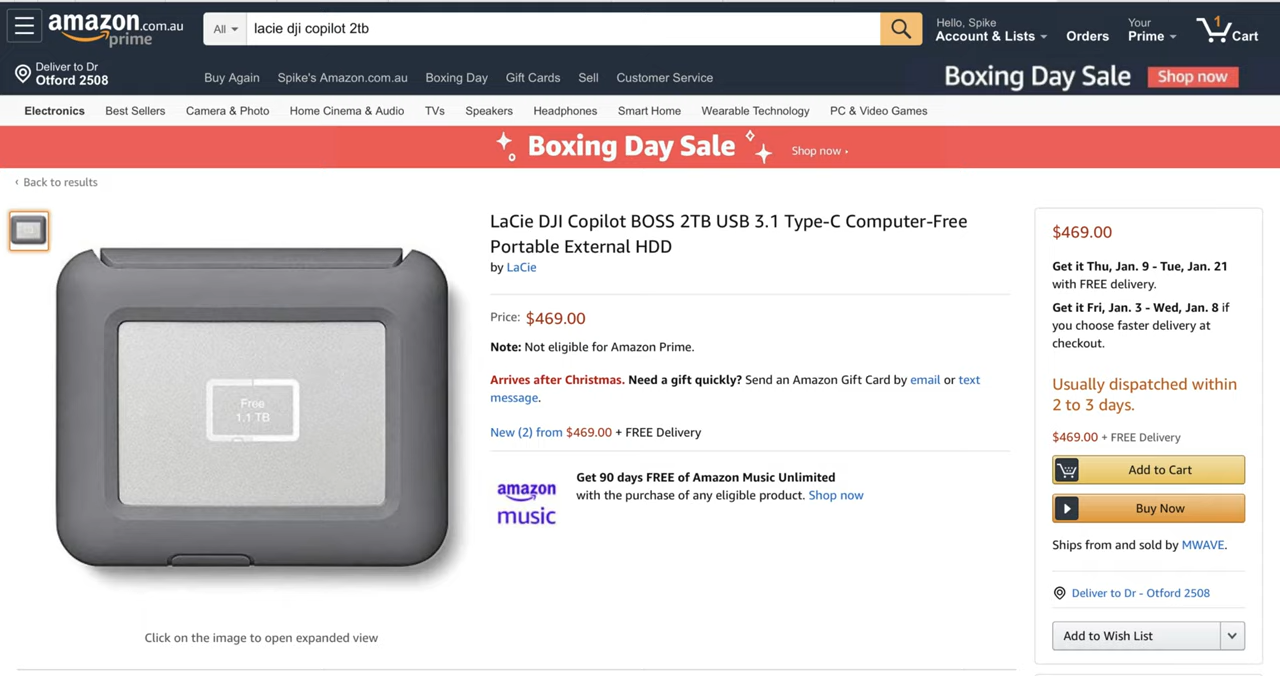 amazon.com.au
prime
All
lacie dji copilot 2tb
Hello, Spike
Account & Lists
Orders
Your
Prime
1
Cart
Deliver to Dr
Otford 2508
Buy Again
Spike's Amazon.com.au
Boxing Day
Gift Cards
Sell
Customer Service
Boxing Day Sale
Shop now
Electronics
Best Sellers
Camera & Photo
Home Cinema & Audio
TVs
Speakers
Headphones
Smart Home
Wearable Technology
PC & Video Games
Boxing Day Sale
Shop now ›
‹ Back to results
LaCie DJI Copilot BOSS 2TB USB 3.1 Type-C Computer-Free
Portable External HDD
by LaCie
Price: $469.00
Note: Not eligible for Amazon Prime.
Arrives after Christmas. Need a gift quickly? Send an Amazon Gift Card by email or text
message.
New (2) from $469.00 + FREE Delivery
amazon
music
Get 90 days FREE of Amazon Music Unlimited
with the purchase of any eligible product. Shop now
Free
1.1 TB
Click on the image to open expanded view
$469.00
Get it Thu, Jan. 9 - Tue, Jan. 21
with FREE delivery.
Get it Fri, Jan. 3 - Wed, Jan. 8 if
you choose faster delivery at
checkout.
Usually dispatched within
2 to 3 days.
$469.00 + FREE Delivery
Add to Cart
Buy Now
Ships from and sold by MWAVE.
Deliver to Dr - Otford 2508
Add to Wish List